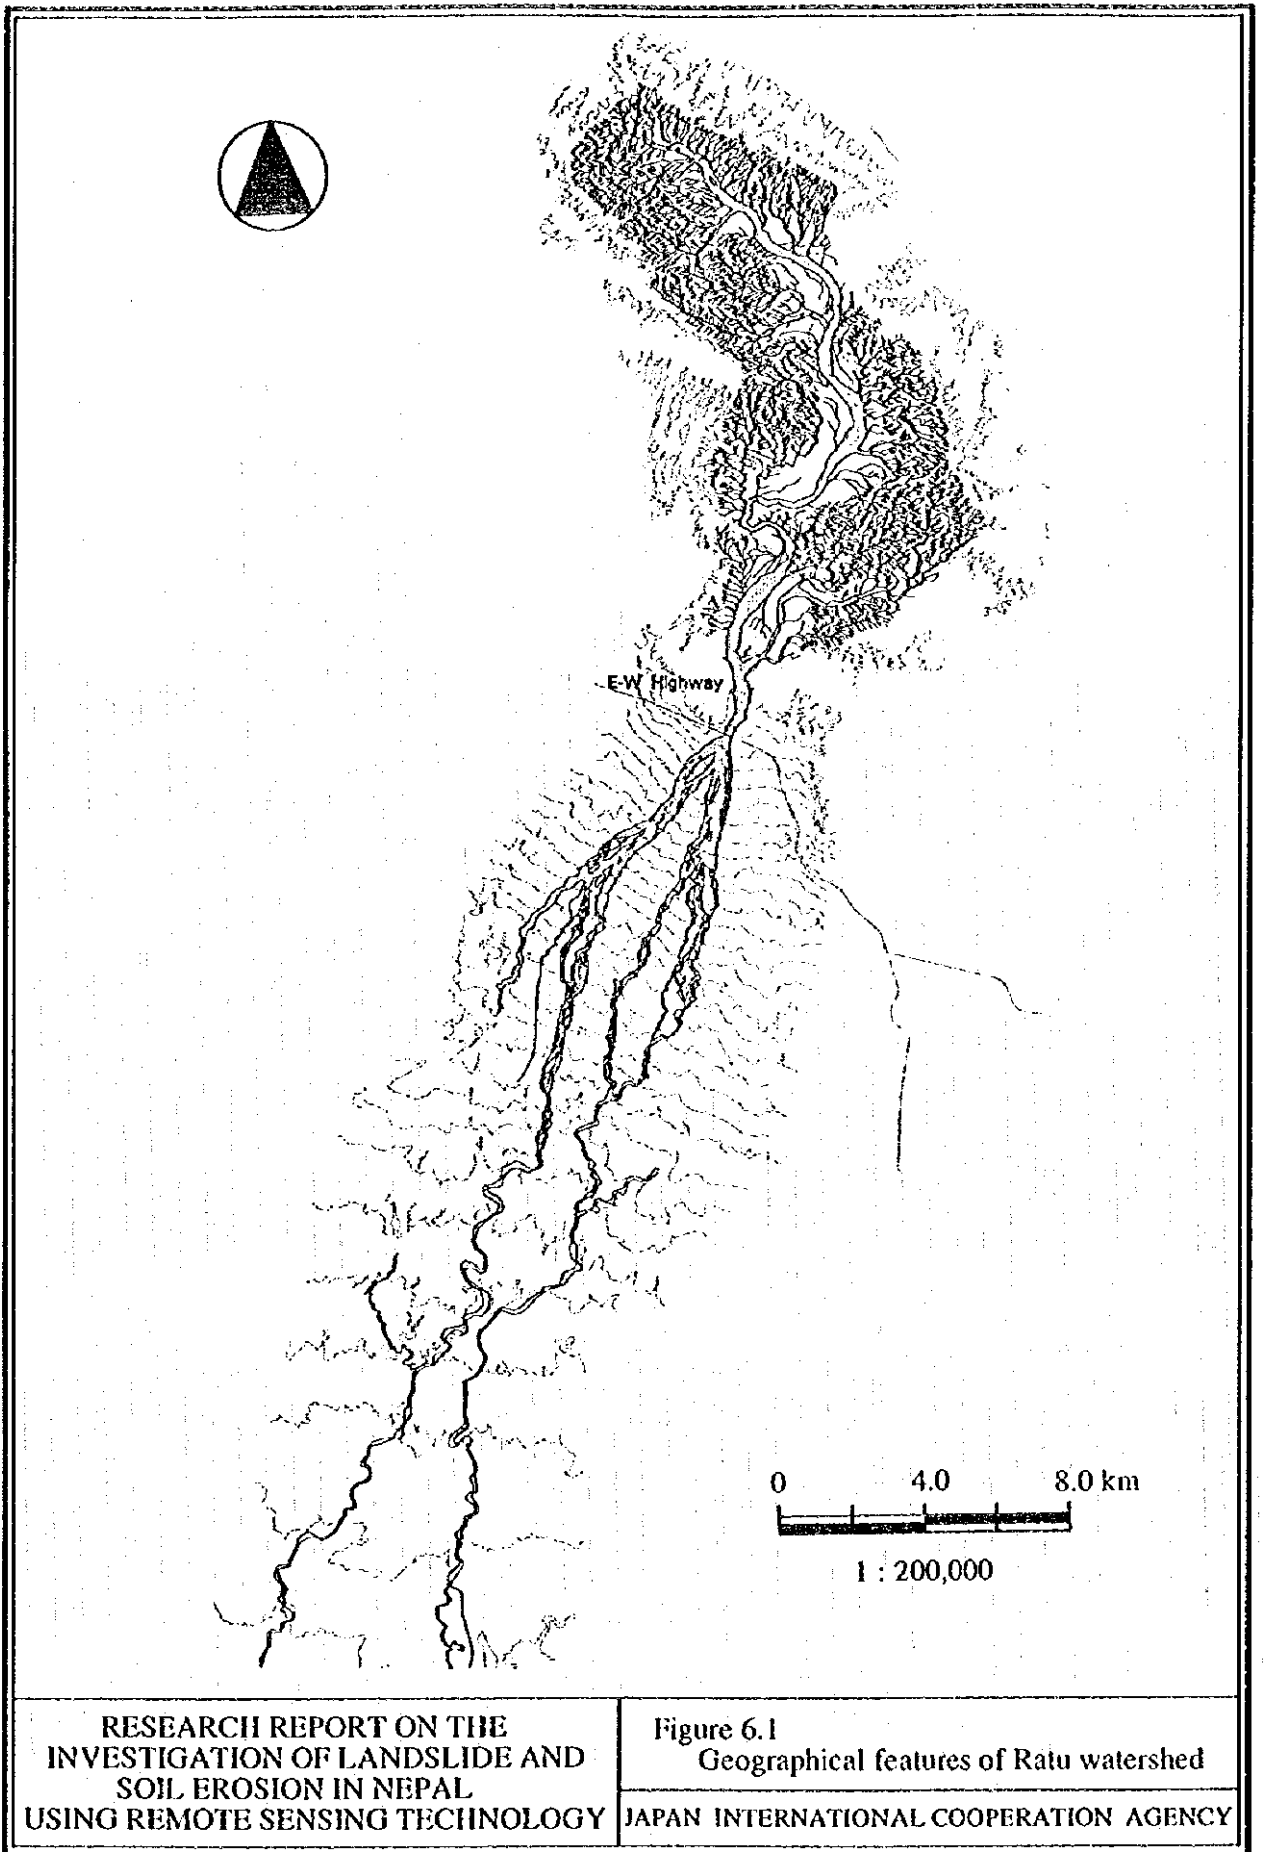 E-W Highway
0 4.0 8.0 km
1 : 200,000
RESEARCH REPORT ON THE
INVESTIGATION OF LANDSLIDE AND
SOIL EROSION IN NEPAL
USING REMOTE SENSING TECHNOLOGY
Figure 6.1
Geographical features of Ratu watershed
JAPAN INTERNATIONAL COOPERATION AGENCY